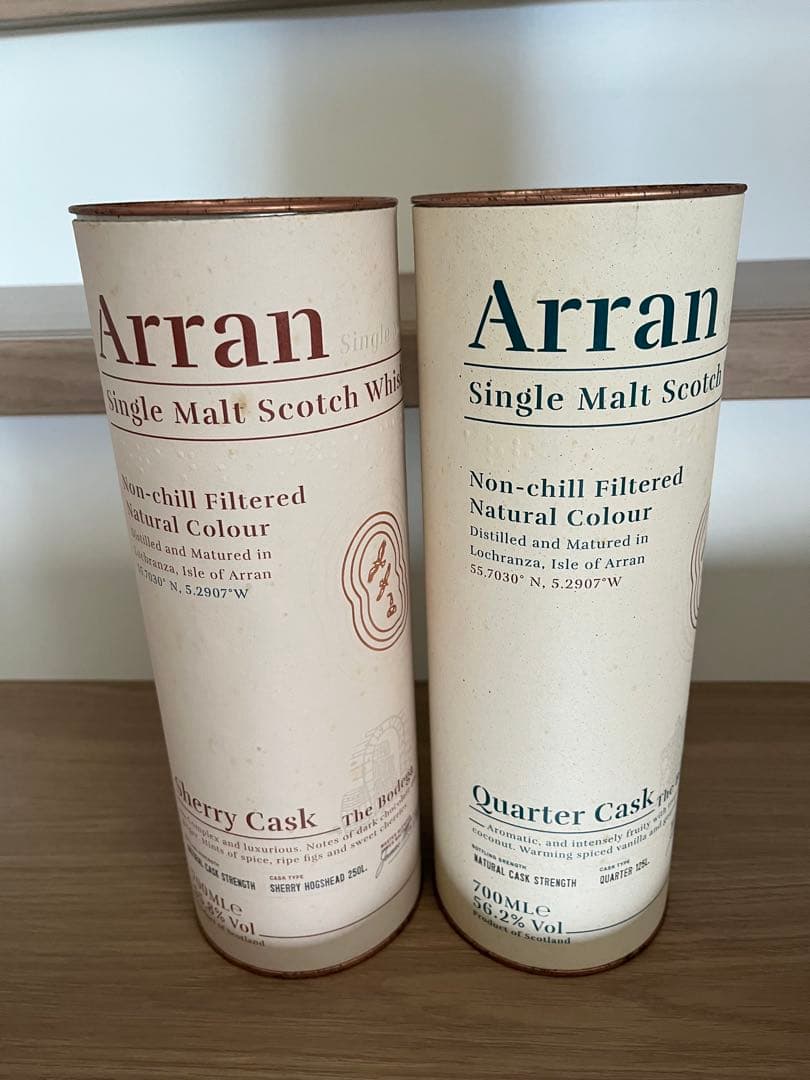 Arran
Single
Single Malt Scotch Whis
Non-chill Filtered
Natural Colour
Distilled and Matured in
Lochranza, Isle of Arran
55.7030° N, 5.2907°W
Sherry Cask
The Bodega
Complex and luxurious. Notes of dark chocolate
Hints of spice, ripe figs and sweet cherries.
NATURAL CASK STRENGTH
CASK TYPE
SHERRY HOGSHEAD 250L.
700ML℮
55.8% Vol
Product of Scotland
Arran
Single Malt Scotch
Non-chill Filtered
Natural Colour
Distilled and Matured in
Lochranza, Isle of Arran
55.7030° N, 5.2907°W
Quarter Cask
The
Aromatic, and intensely fruity with
coconut. Warming spiced vanilla and
BOTTLING STRENGTH
NATURAL CASK STRENGTH
CASK TYPE
QUARTER 125L.
700ML℮
56.2% Vol
Product of Scotland